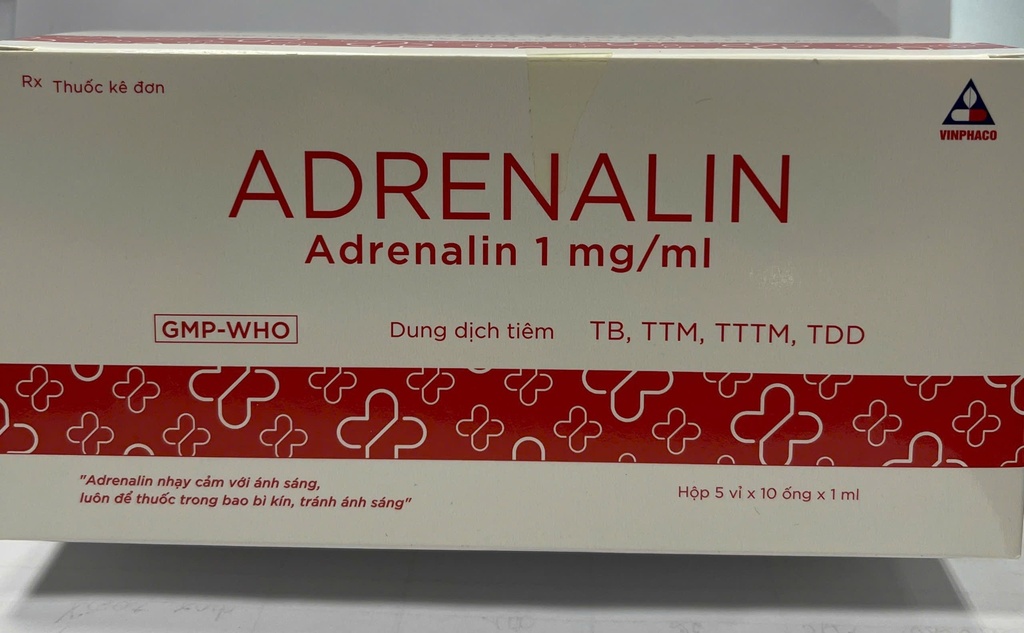 Rx Thuốc kê đơn
VINPHACO
ADRENALIN
Adrenalin 1 mg/ml
GMP-WHO
Dung dịch tiêm TB, TTM, TTTM, TDD
"Adrenalin nhạy cảm với ánh sáng,
luôn để thuốc trong bao bì kín, tránh ánh sáng"
Hộp 5 vỉ x 10 ống x 1 ml